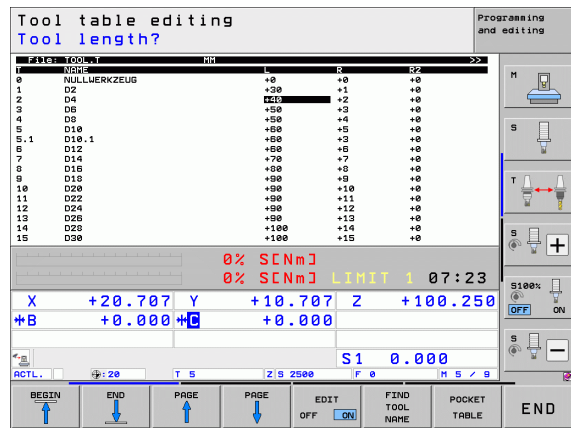 Tool table editing
Tool length?
Programming
and editing
File: TOOL.T MM >>
T NAME L R R2
0 NULLWERKZEUG +0 +0 +0
1 D2 +30 +1 +0
2 D4 +40 +2 +0
3 D6 +50 +3 +0
4 D8 +50 +4 +0
5 D10 +60 +5 +0
5.1 D10.1 +60 +3 +0
6 D12 +60 +6 +0
7 D14 +70 +7 +0
8 D16 +80 +8 +0
9 D18 +90 +9 +0
10 D20 +90 +10 +0
11 D22 +90 +11 +0
12 D24 +90 +12 +0
13 D26 +90 +13 +0
14 D28 +100 +14 +0
15 D30 +100 +15 +0
0% S[Nm]
0% S[Nm] LIMIT 1 07:23
X +20.707 Y +10.707 Z +100.250
B +0.000 C +0.000
S1 0.000
ACTL. : 20 T 5 Z S 2500 F 0 M 5 / 9
M
S
T
S +
S100%
OFF ON
S −
BEGIN
END
PAGE
PAGE
EDIT
OFF ON
FIND
TOOL
NAME
POCKET
TABLE
END